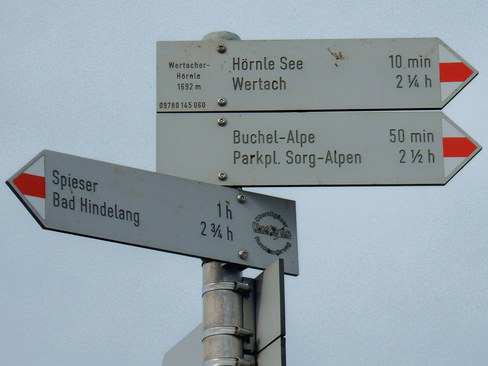 Wertacher-
Hörnle
1692 m
09780 145 060
Hörnle See 10 min
Wertach 2 ¼ h
Buchel-Alpe 50 min
Parkpl. Sorg-Alpen 2 ½ h
Spieser 1 h
Bad Hindelang 2 ¾ h